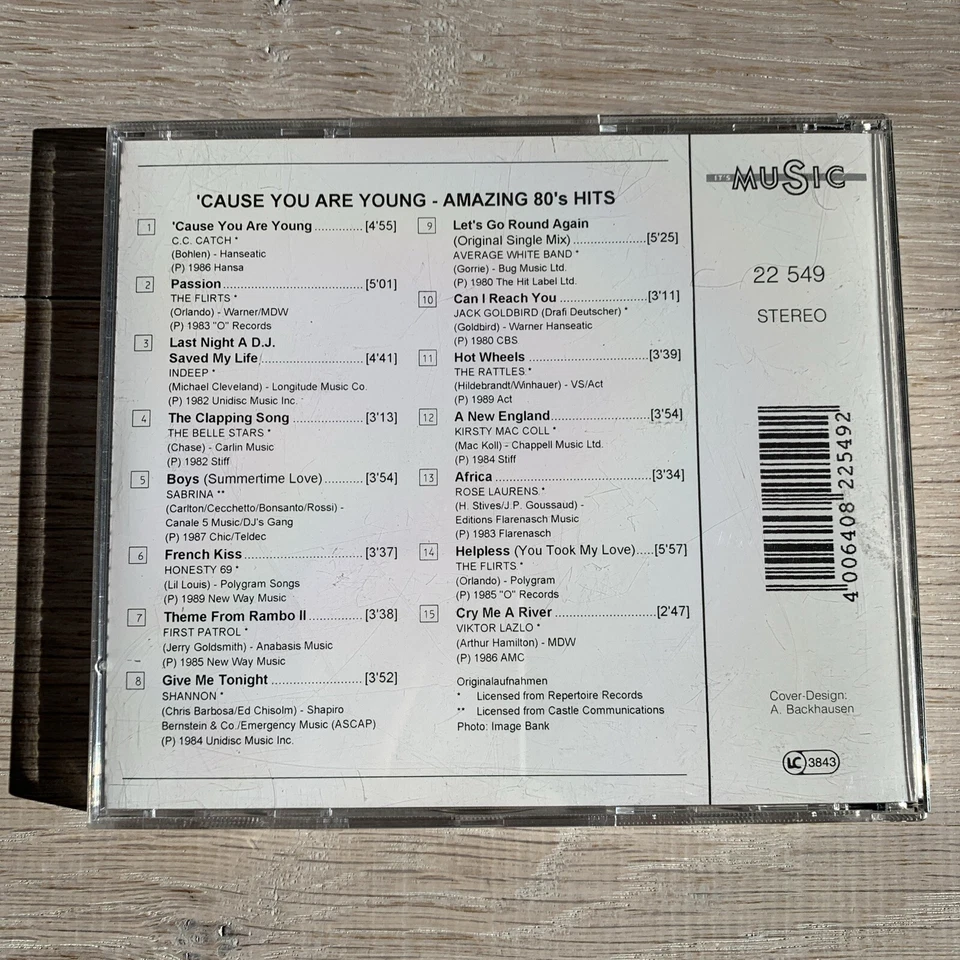 'CAUSE YOU ARE YOUNG - AMAZING 80's HITS
1 'Cause You Are Young ............. [4'55]
C.C. CATCH *
(Bohlen) - Hanseatic
(P) 1986 Hansa
2 Passion ............. [5'01]
THE FLIRTS *
(Orlando) - Warner/MDW
(P) 1983 "O" Records
3 Last Night A D.J.
Saved My Life ............. [4'41]
INDEEP *
(Michael Cleveland) - Longitude Music Co.
(P) 1982 Unidisc Music Inc.
4 The Clapping Song ............. [3'13]
THE BELLE STARS *
(Chase) - Carlin Music
(P) 1982 Stiff
5 Boys (Summertime Love) .......... [3'54]
SABRINA **
(Carlton/Cecchetto/Bonsanto/Rossi) -
Canale 5 Music/DJ's Gang
(P) 1987 Chic/Teldec
6 French Kiss ............. [3'37]
HONESTY 69 *
(Lil Louis) - Polygram Songs
(P) 1989 New Way Music
7 Theme From Rambo II ............. [3'38]
FIRST PATROL *
(Jerry Goldsmith) - Anabasis Music
(P) 1985 New Way Music
8 Give Me Tonight ............. [3'52]
SHANNON *
(Chris Barbosa/Ed Chisolm) - Shapiro
Bernstein & Co./Emergency Music (ASCAP)
(P) 1984 Unidisc Music Inc.
9 Let's Go Round Again
(Original Single Mix) ............. [5'25]
AVERAGE WHITE BAND *
(Gorrie) - Bug Music Ltd.
(P) 1980 The Hit Label Ltd.
10 Can I Reach You ............. [3'11]
JACK GOLDBIRD (Drafi Deutscher) *
(Goldbird) - Warner Hanseatic
(P) 1980 CBS
11 Hot Wheels ............. [3'39]
THE RATTLES *
(Hildebrandt/Winhauer) - VS/Act
(P) 1989 Act
12 A New England ............. [3'54]
KIRSTY MAC COLL *
(Mac Koll) - Chappell Music Ltd.
(P) 1984 Stiff
13 Africa ............. [3'34]
ROSE LAURENS *
(H. Stives/J.P. Goussaud) -
Editions Flarenasch Music
(P) 1983 Flarenasch
14 Helpless (You Took My Love) ..... [5'57]
THE FLIRTS *
(Orlando) - Polygram
(P) 1985 "O" Records
15 Cry Me A River ............. [2'47]
VIKTOR LAZLO *
(Arthur Hamilton) - MDW
(P) 1986 AMC
Originalaufnahmen
* Licensed from Repertoire Records
** Licensed from Castle Communications
Photo: Image Bank
IT'S MUSIC
22 549
STEREO
4 006408 225492
Cover-Design:
A. Backhausen
LC 3843